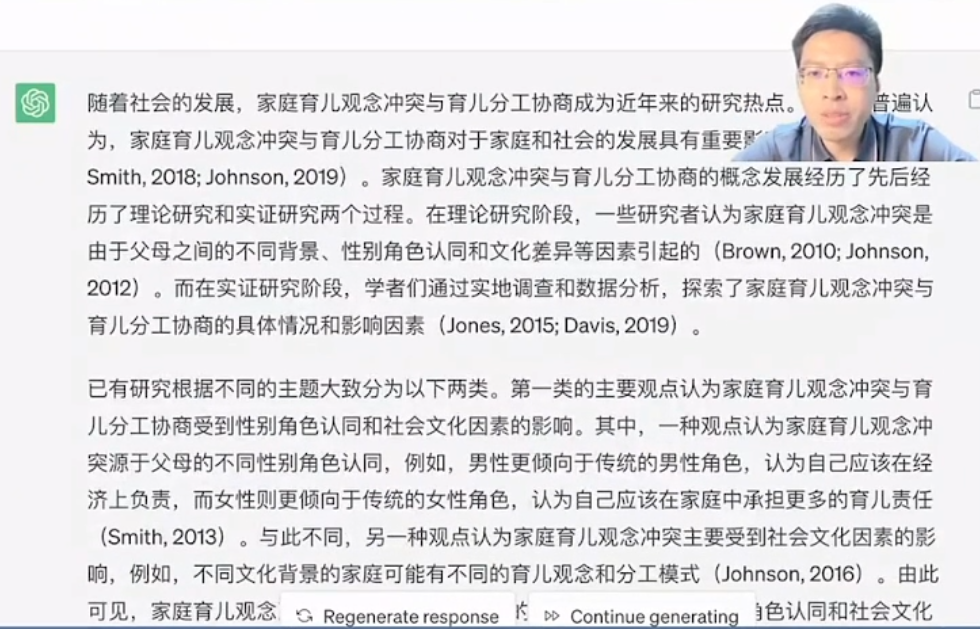 随着社会的发展，家庭育儿观念冲突与育儿分工协商成为近年来的研究热点。普遍认
为，家庭育儿观念冲突与育儿分工协商对于家庭和社会的发展具有重要影
Smith, 2018; Johnson, 2019）。家庭育儿观念冲突与育儿分工协商的概念发展经历了先后经
历了理论研究和实证研究两个过程。在理论研究阶段，一些研究者认为家庭育儿观念冲突是
由于父母之间的不同背景、性别角色认同和文化差异等因素引起的（Brown, 2010; Johnson,
2012）。而在实证研究阶段，学者们通过实地调查和数据分析，探索了家庭育儿观念冲突与
育儿分工协商的具体情况和影响因素（Jones, 2015; Davis, 2019）。
已有研究根据不同的主题大致分为以下两类。第一类的主要观点认为家庭育儿观念冲突与育
儿分工协商受到性别角色认同和社会文化因素的影响。其中，一种观点认为家庭育儿观念冲
突源于父母的不同性别角色认同，例如，男性更倾向于传统的男性角色，认为自己应该在经
济上负责，而女性则更倾向于传统的女性角色，认为自己应该在家庭中承担更多的育儿责任
（Smith, 2013）。与此不同，另一种观点认为家庭育儿观念冲突主要受到社会文化因素的影
响，例如，不同文化背景的家庭可能有不同的育儿观念和分工模式（Johnson, 2016）。由此
可见，家庭育儿观念 Regenerate response 的 Continue generating 角色认同和社会文化